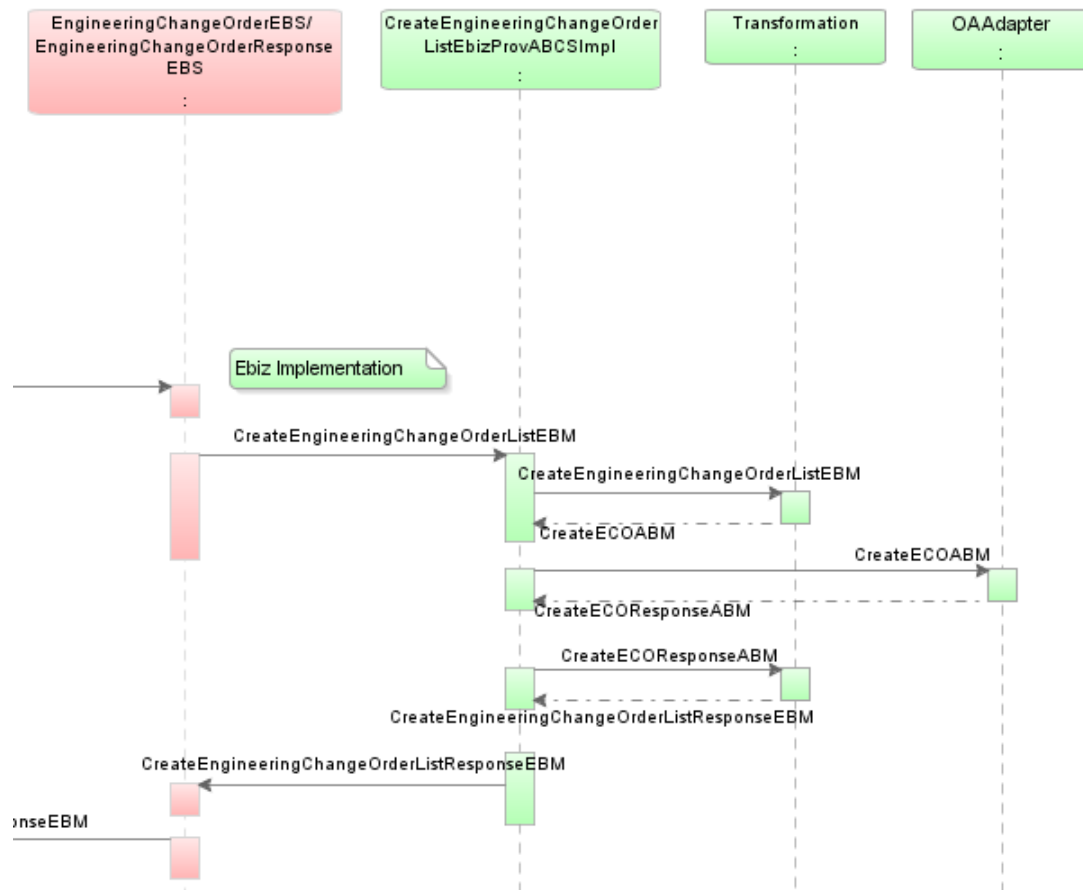 EngineeringChangeOrderEBS/
EngineeringChangeOrderResponse
EBS
:
CreateEngineeringChangeOrder
ListEbizProvABCSImpl
:
Transformation
:
OAAdapter
:
Ebiz Implementation
CreateEngineeringChangeOrderListEBM
CreateEngineeringChangeOrderListEBM
CreateECOABM
CreateECOABM
CreateECOResponseABM
CreateECOResponseABM
CreateEngineeringChangeOrderListResponseEBM
CreateEngineeringChangeOrderListResponseEBM
onseEBM